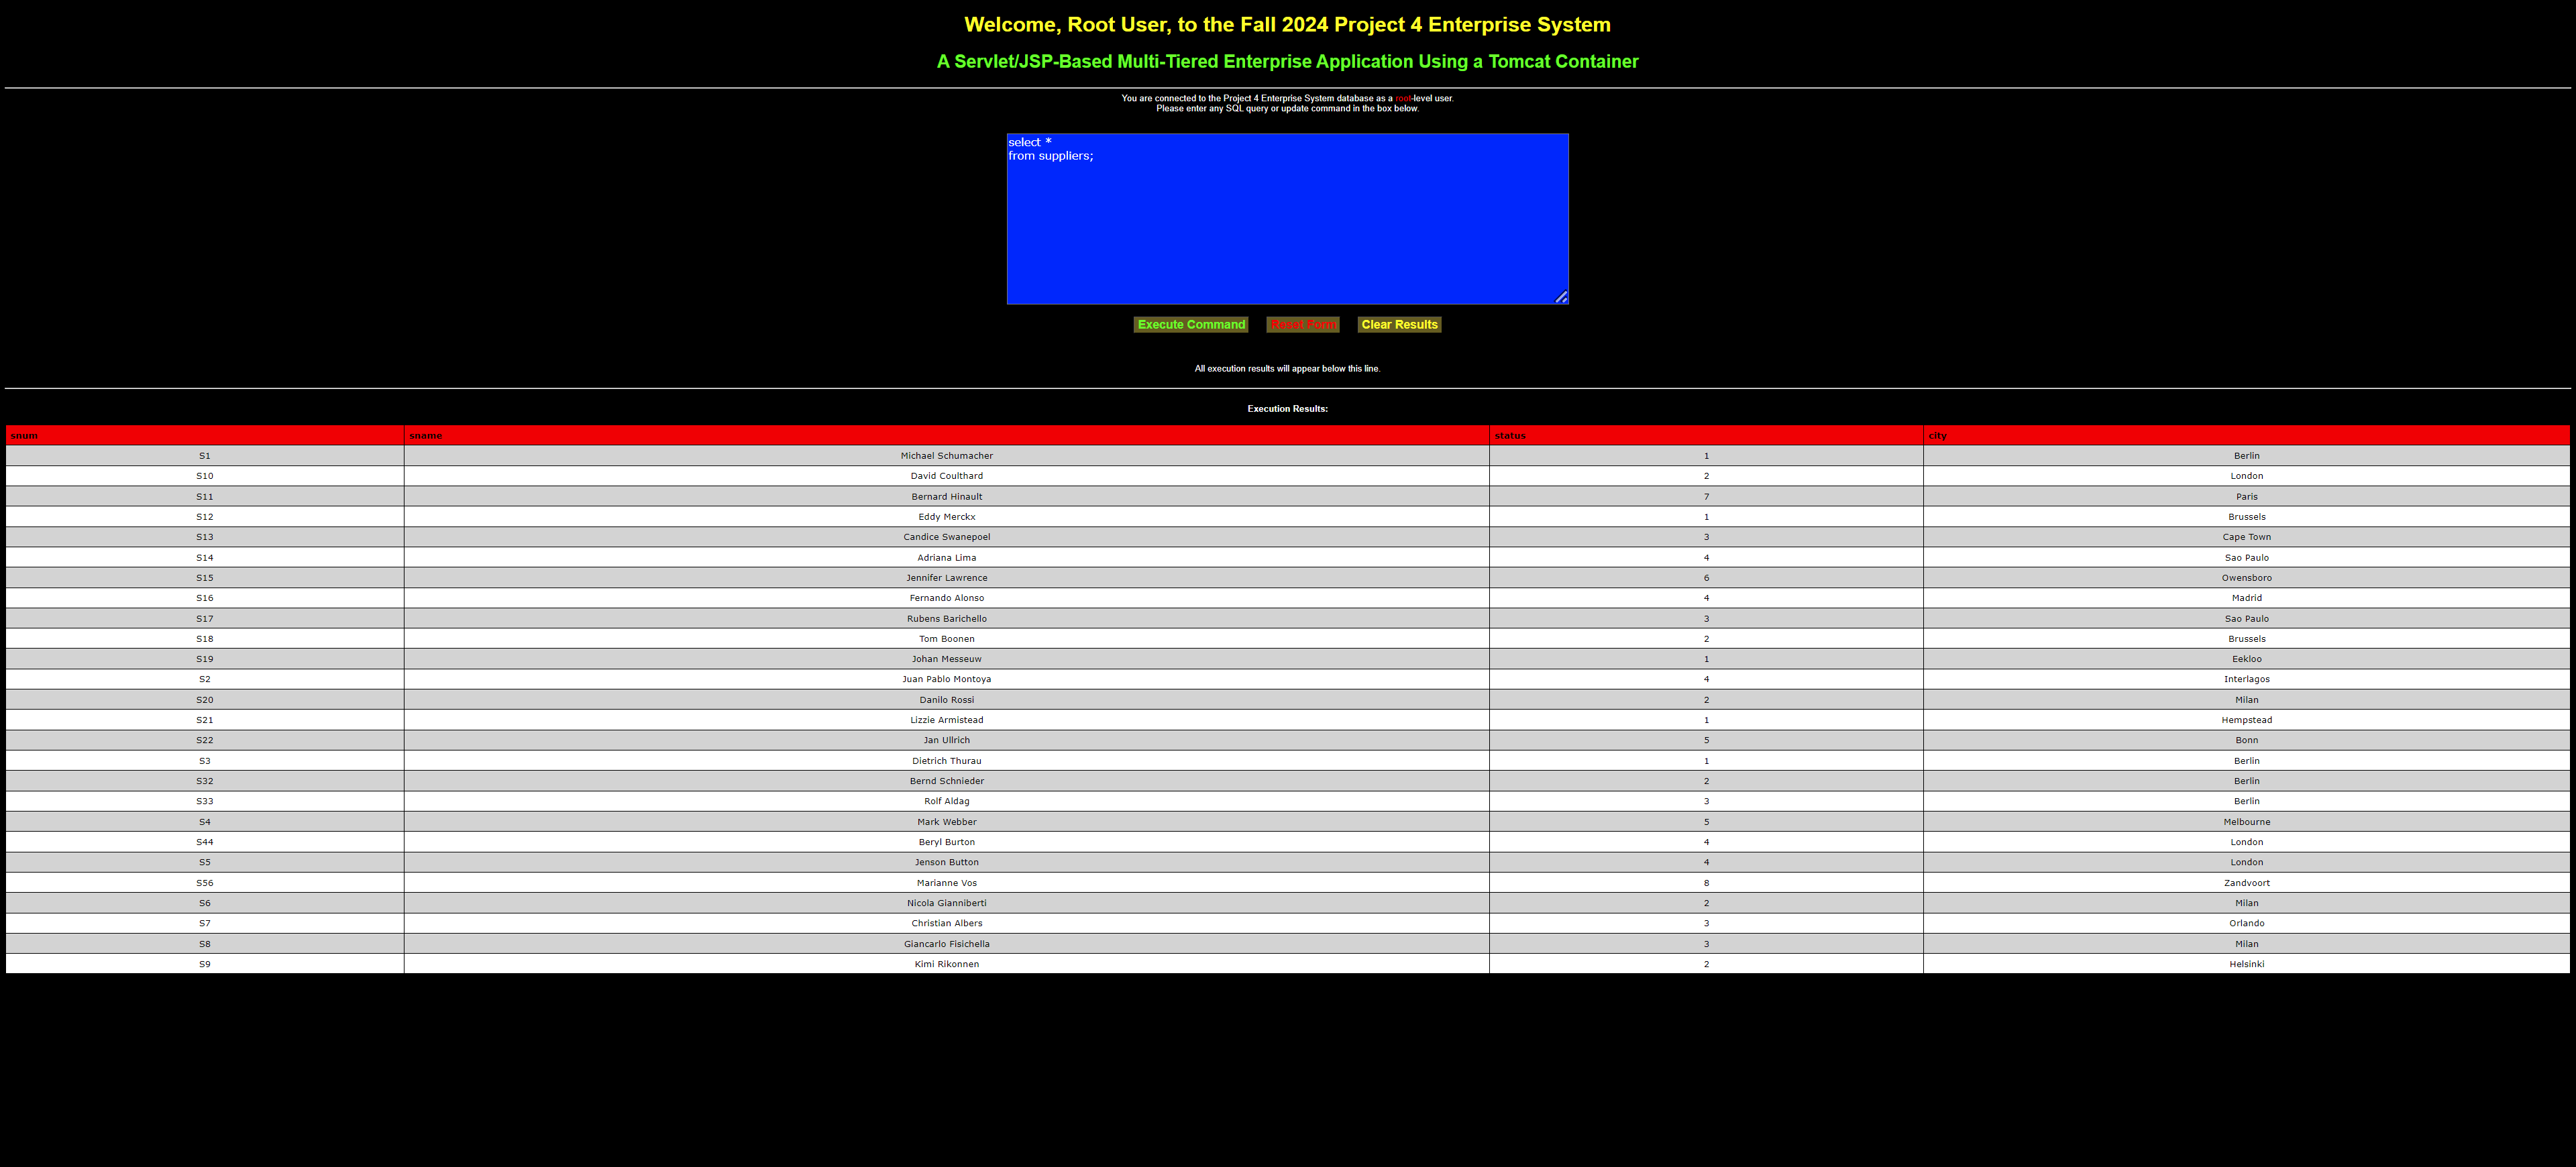 Welcome, Root User, to the Fall 2024 Project 4 Enterprise System
A Servlet/JSP-Based Multi-Tiered Enterprise Application Using a Tomcat Container
You are connected to the Project 4 Enterprise System database as a root-level user.
Please enter any SQL query or update command in the box below.
select *
from suppliers;
Execute Command Reset Form Clear Results
All execution results will appear below this line.
Execution Results:
snum sname status city
S1 Michael Schumacher 1 Berlin
S10 David Coulthard 2 London
S11 Bernard Hinault 7 Paris
S12 Eddy Merckx 1 Brussels
S13 Candice Swanepoel 3 Cape Town
S14 Adriana Lima 4 Sao Paulo
S15 Jennifer Lawrence 6 Owensboro
S16 Fernando Alonso 4 Madrid
S17 Rubens Barichello 3 Sao Paulo
S18 Tom Boonen 2 Brussels
S19 Johan Messeuw 1 Eekloo
S2 Juan Pablo Montoya 4 Interlagos
S20 Danilo Rossi 2 Milan
S21 Lizzie Armistead 1 Hempstead
S22 Jan Ullrich 5 Bonn
S3 Dietrich Thurau 1 Berlin
S32 Bernd Schnieder 2 Berlin
S33 Rolf Aldag 3 Berlin
S4 Mark Webber 5 Melbourne
S44 Beryl Burton 4 London
S5 Jenson Button 4 London
S56 Marianne Vos 8 Zandvoort
S6 Nicola Gianniberti 2 Milan
S7 Christian Albers 3 Orlando
S8 Giancarlo Fisichella 3 Milan
S9 Kimi Rikonnen 2 Helsinki